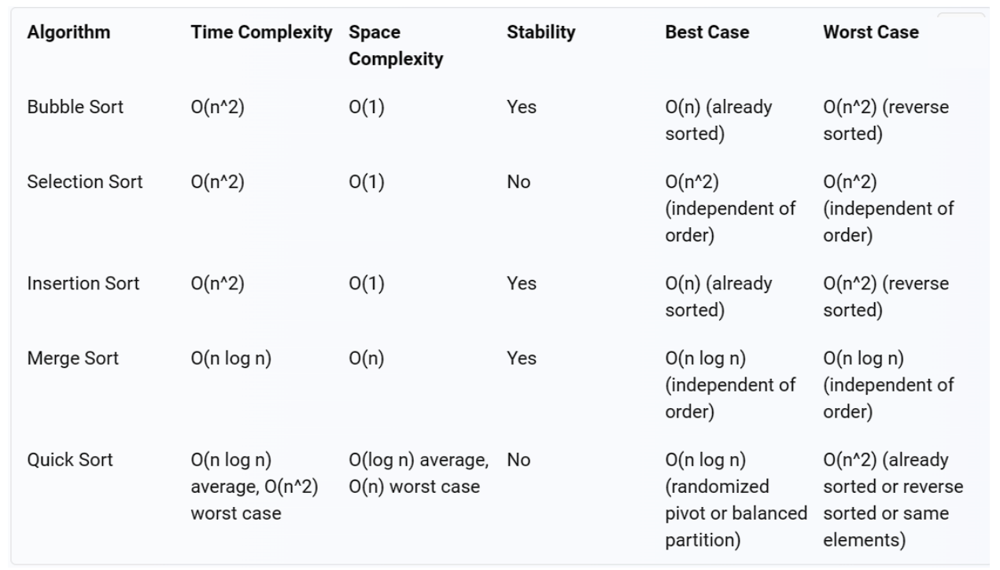 Algorithm Time Complexity Space Complexity Stability Best Case Worst Case
Bubble Sort O(n^2) O(1) Yes O(n) (already sorted) O(n^2) (reverse sorted)
Selection Sort O(n^2) O(1) No O(n^2) (independent of order) O(n^2) (independent of order)
Insertion Sort O(n^2) O(1) Yes O(n) (already sorted) O(n^2) (reverse sorted)
Merge Sort O(n log n) O(n) Yes O(n log n) (independent of order) O(n log n) (independent of order)
Quick Sort O(n log n) average, O(n^2) worst case O(log n) average, O(n) worst case No O(n log n) (randomized pivot or balanced partition) O(n^2) (already sorted or reverse sorted or same elements)